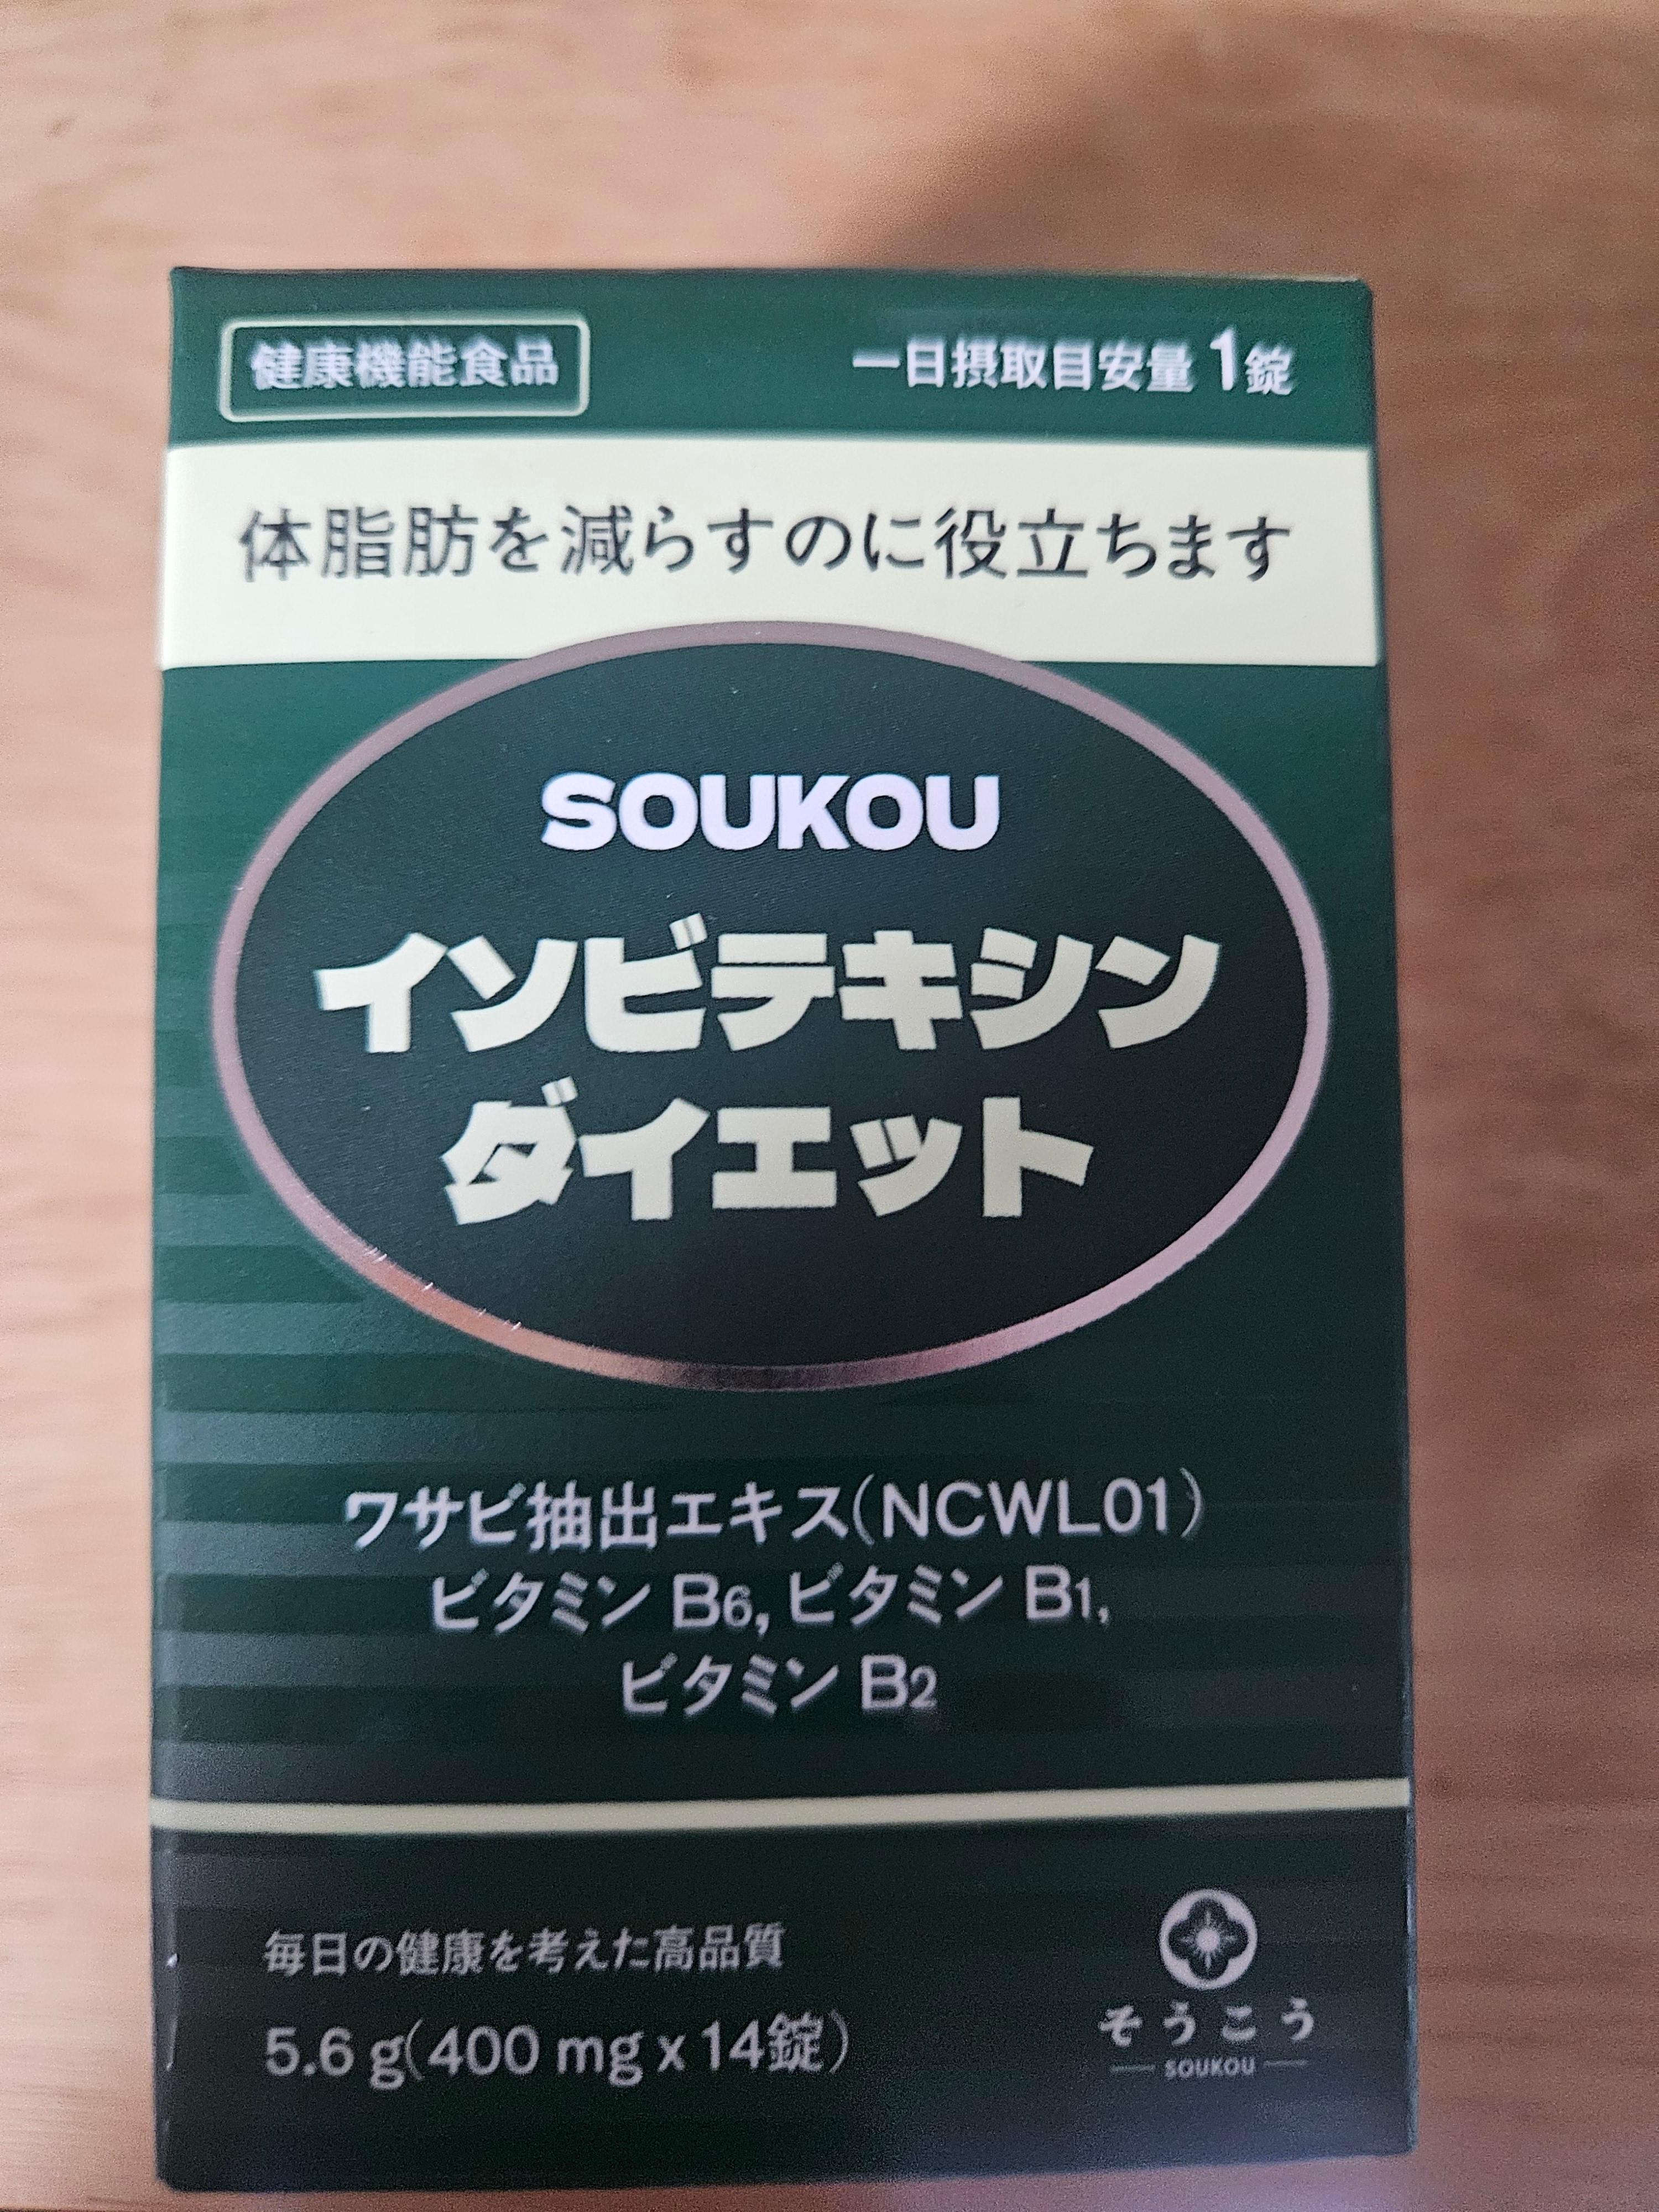 健康機能食品
一日摂取目安量 1錠
体脂肪を減らすのに役立ちます
SOUKOU
イソビテキシン
ダイエット
ワサビ抽出エキス(NCWL01)
ビタミン B6, ビタミン B1,
ビタミン B2
毎日の健康を考えた高品質
5.6 g(400 mg x 14錠)
そうこう
SOUKOU